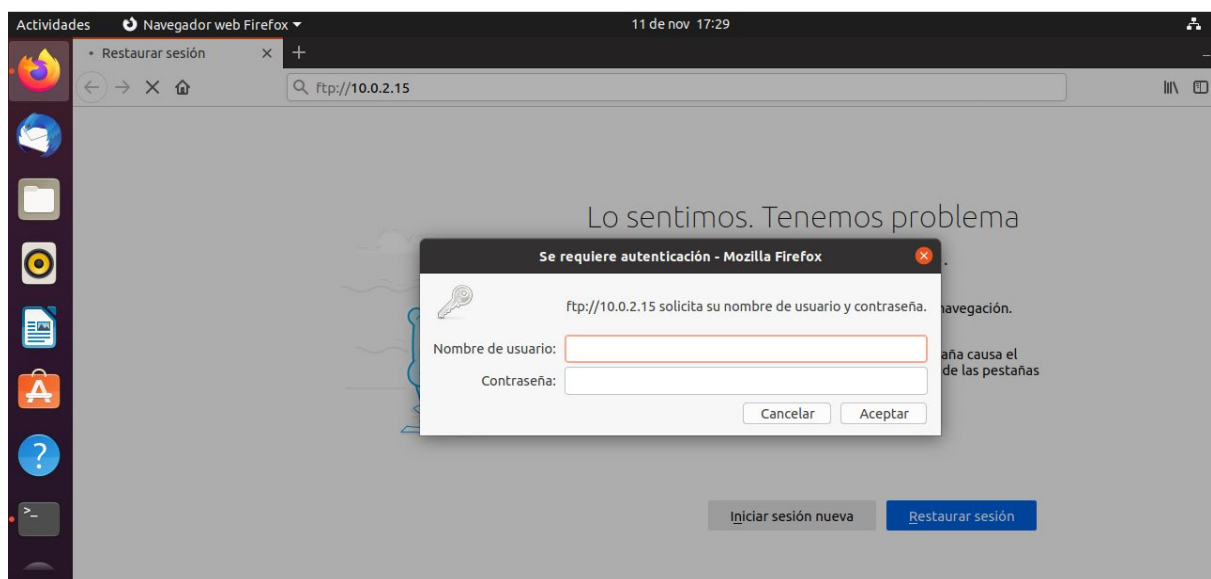 Actividades
Navegador web Firefox
11 de nov 17:29
Restaurar sesión
ftp://10.0.2.15
Lo sentimos. Tenemos problema
Se requiere autenticación - Mozilla Firefox
.
ftp://10.0.2.15 solicita su nombre de usuario y contraseña.
navegación.
Nombre de usuario:
aña causa el
Contraseña:
de las pestañas
Cancelar
Aceptar
Iniciar sesión nueva
Restaurar sesión